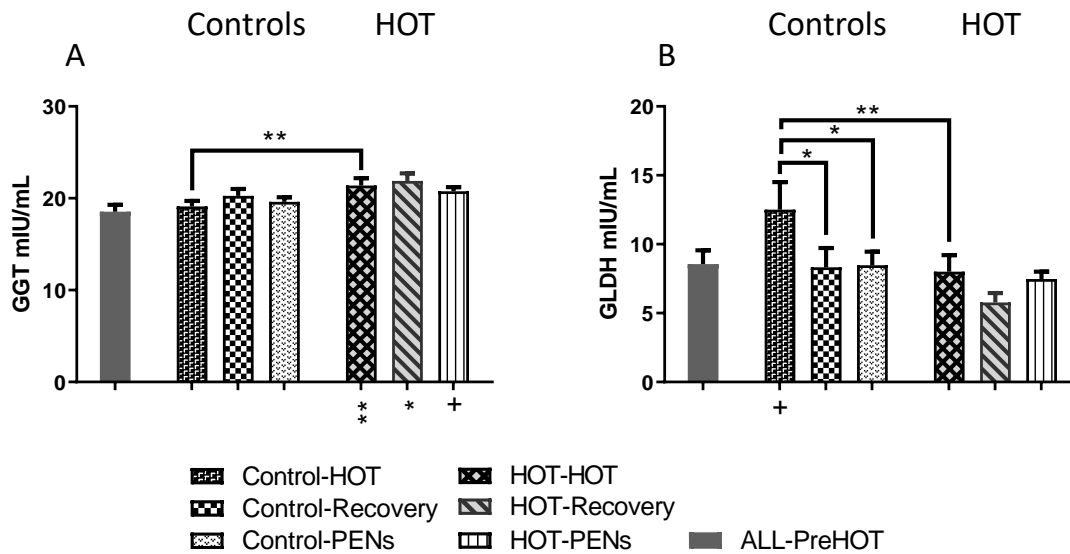 Controls HOT
A
GGT mIU/mL
30
20
10
0
**
** * +
Controls HOT
B
GLDH mIU/mL
20
15
10
5
0
**
*
*
+
Control-HOT HOT-HOT
Control-Recovery HOT-Recovery
Control-PENs HOT-PENs ALL-PreHOT